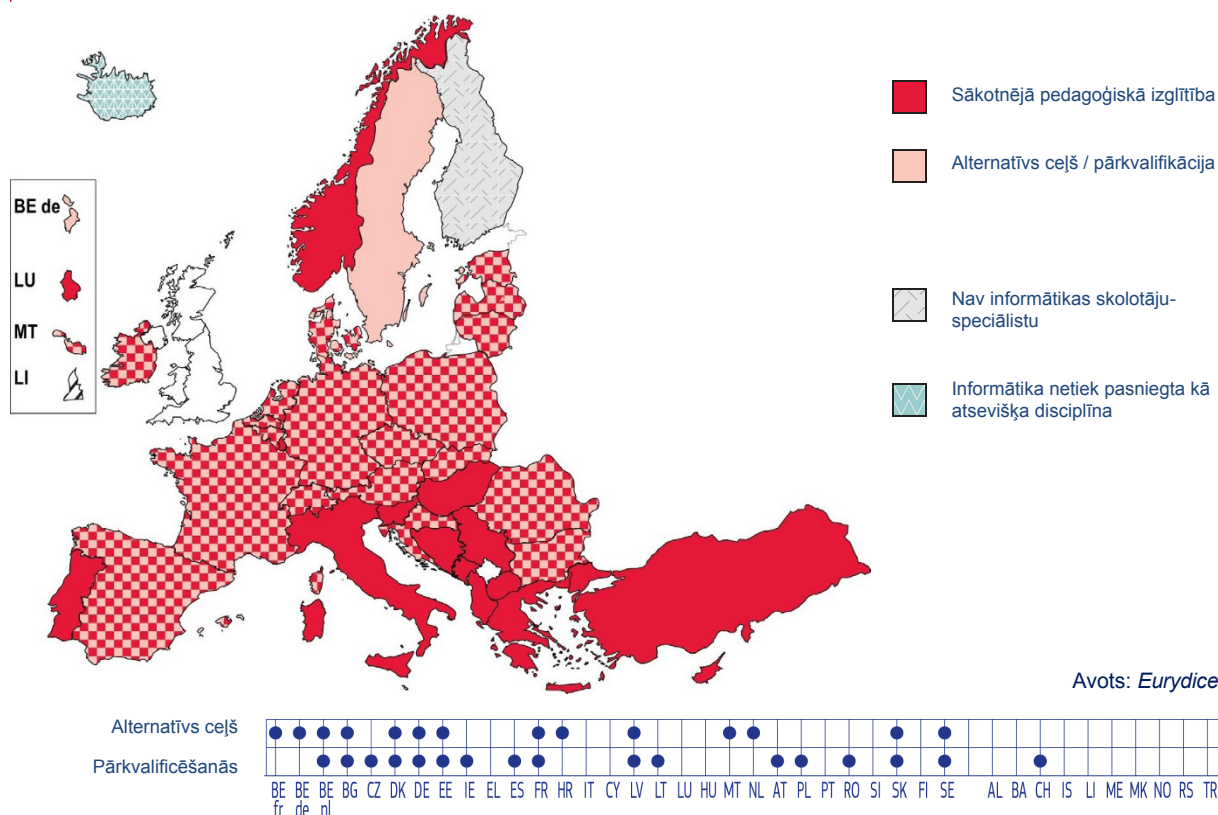 BE de
LU
MT
LI
Sākotnējā pedagoģiskā izglītība
Alternatīvs ceļš / pārkvalifikācija
Nav informātikas skolotāju-
speciālistu
Informātika netiek pasniegta kā
atsevišķa disciplīna
Avots: Eurydice
Alternatīvs ceļš
Pārkvalificēšanās
BE fr BE de BE nl BG CZ DK DE EE IE EL ES FR HR IT CY LV LT LU HU MT NL AT PL PT RO SI SK FI SE AL BA CH IS LI ME MK NO RS TR